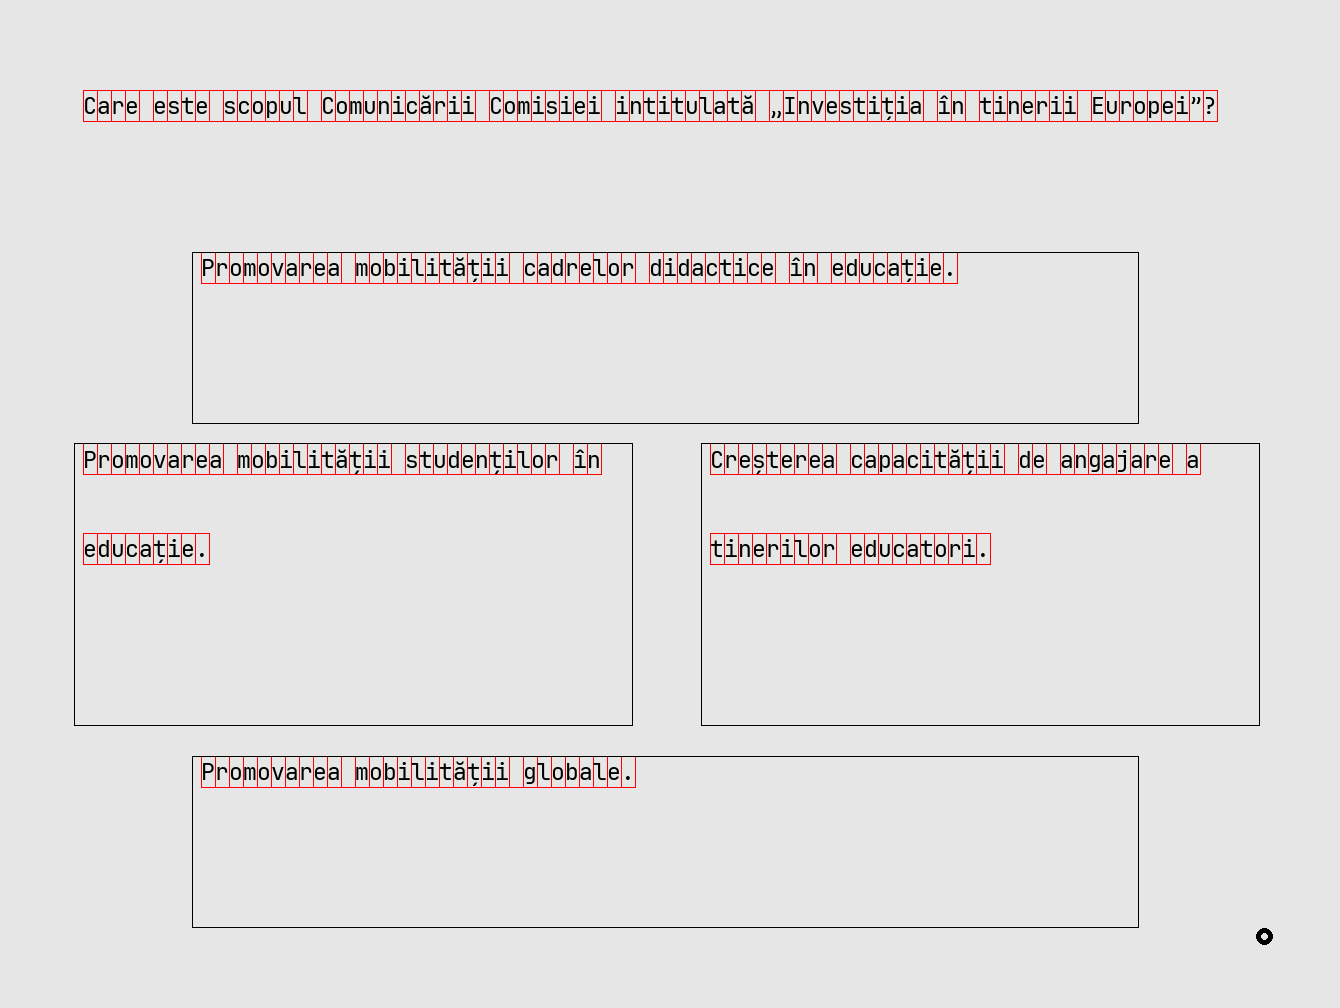 Care este scopul Comunicării Comisiei intitulată „Investiția în tinerii Europei”?
Promovarea mobilității cadrelor didactice în educație.
Promovarea mobilității studenților în
educație.
Creșterea capacității de angajare a
tinerilor educatori.
Promovarea mobilității globale.